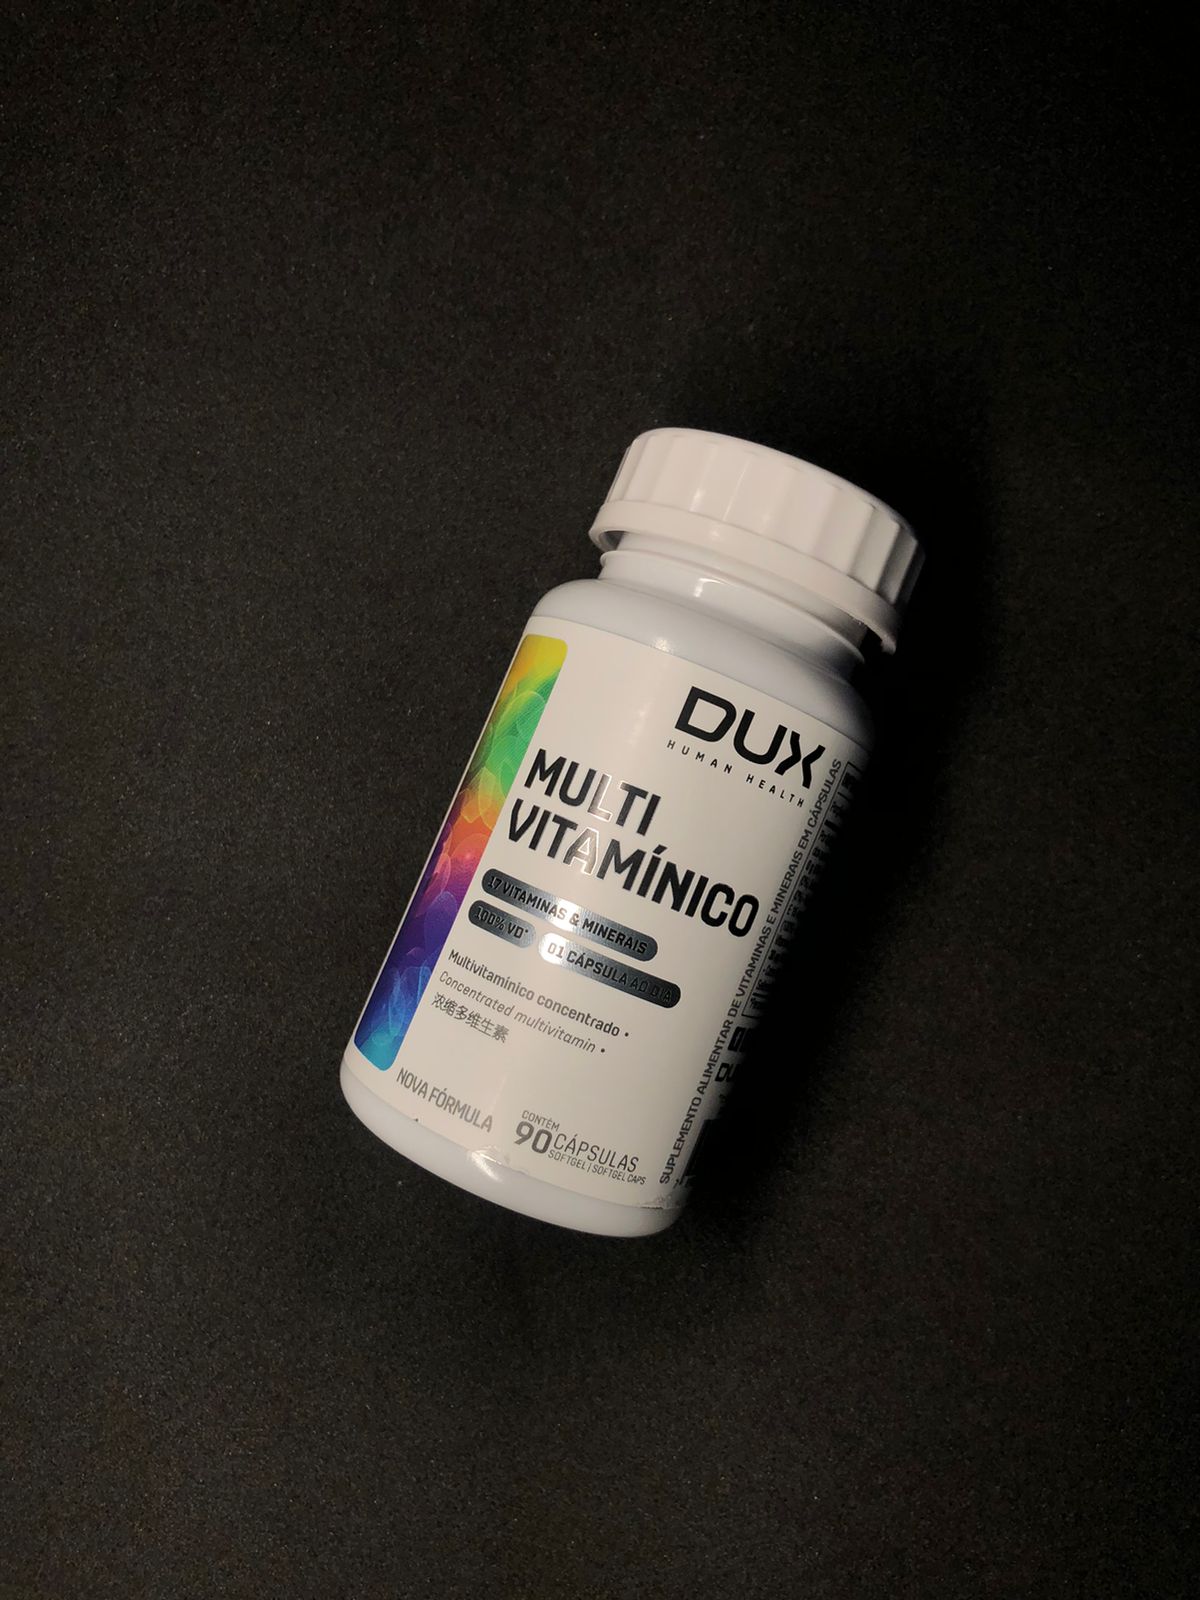 DUX
HUMAN HEALTH
MULTI
VITAMÍNICO
17 VITAMINAS & MINERAIS
100% VD*
01 CÁPSULA AO DIA
Multivitamínico concentrado •
Concentrated multivitamin •
浓缩多维生素
NOVA FÓRMULA
CONTÉM
90 CÁPSULAS
SOFTGEL | SOFTGEL CAPS
SUPLEMENTO ALIMENTAR DE VITAMINAS E MINERAIS EM CÁPSULAS